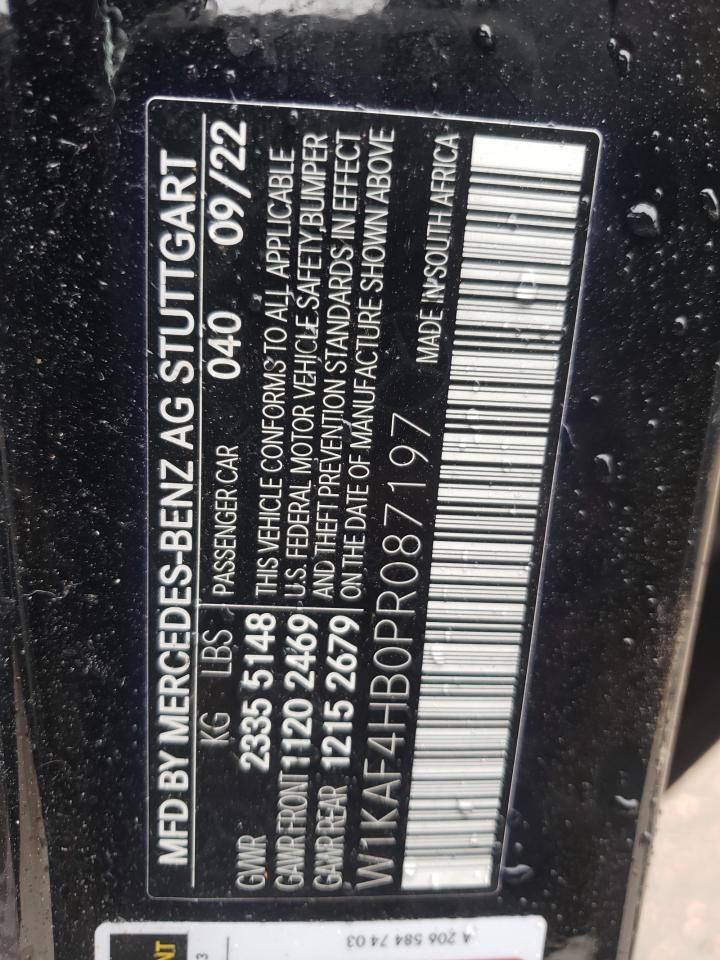 MFD BY MERCEDES-BENZ AG STUTTGART
KG LBS PASSENGER CAR 040 09/22
GVWR 2335 5148 THIS VEHICLE CONFORMS TO ALL APPLICABLE
GAWR FRONT 1120 2469 U.S. FEDERAL MOTOR VEHICLE SAFETY,BUMPER
GAWR REAR 1215 2679 AND THEFT PREVENTION STANDARDS IN EFFECT
ON THE DATE OF MANUFACTURE SHOWN ABOVE
W1KAF4HB0PR087197 MADE IN SOUTH AFRICA
A 206 584 74 03